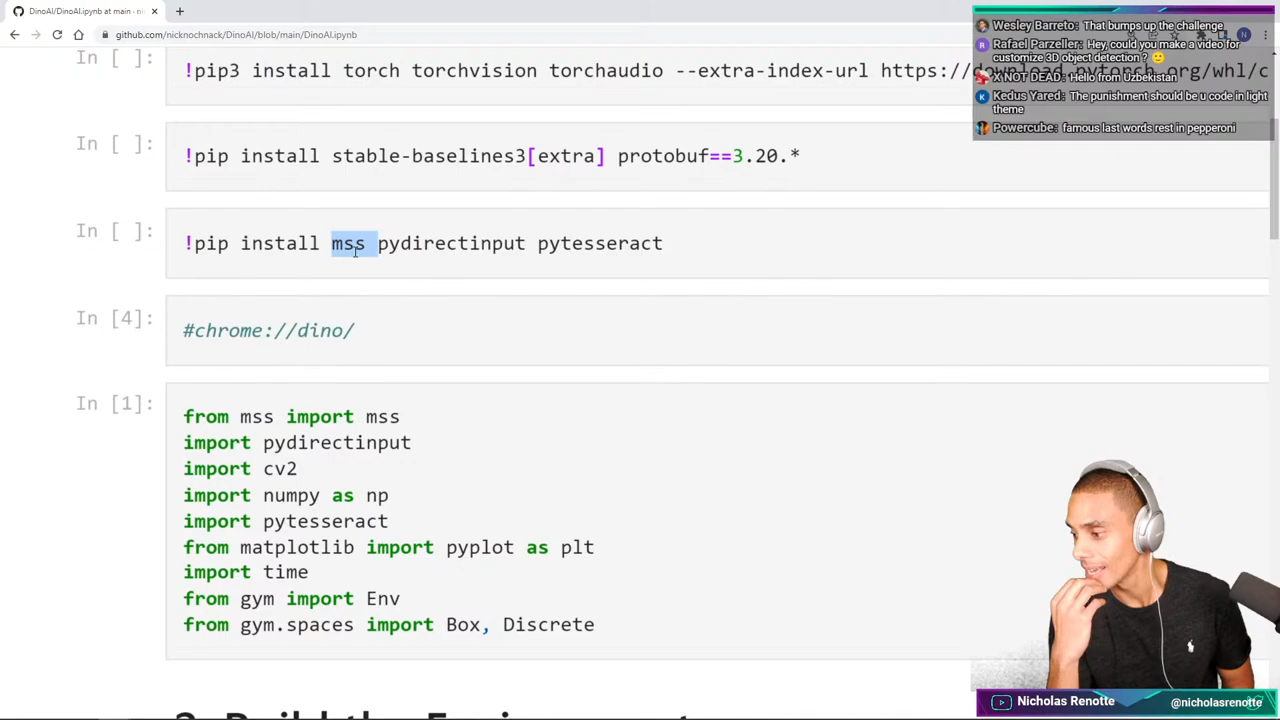 DinoAI/DinoAI.ipynb at main · ni
github.com/nicknochnack/DinoAI/blob/main/DinoAI.ipynb
Wesley Barreto: That bumps up the challenge
Rafael Parzeller: Hey, could you make a video for
customize 3D object detection ? 🙂
X NOT DEAD: Hello from Uzbekistan
Kedus Yared: The punishment should be u code in light
theme
Powercube: famous last words rest in pepperoni
In [ ]:
!pip3 install torch torchvision torchaudio --extra-index-url https://download.pytorch.org/whl/c
In [ ]:
!pip install stable-baselines3[extra] protobuf==3.20.*
In [ ]:
!pip install mss pydirectinput pytesseract
In [4]:
#chrome://dino/
In [1]:
from mss import mss
import pydirectinput
import cv2
import numpy as np
import pytesseract
from matplotlib import pyplot as plt
import time
from gym import Env
from gym.spaces import Box, Discrete
Nicholas Renotte
@nicholasrenotte